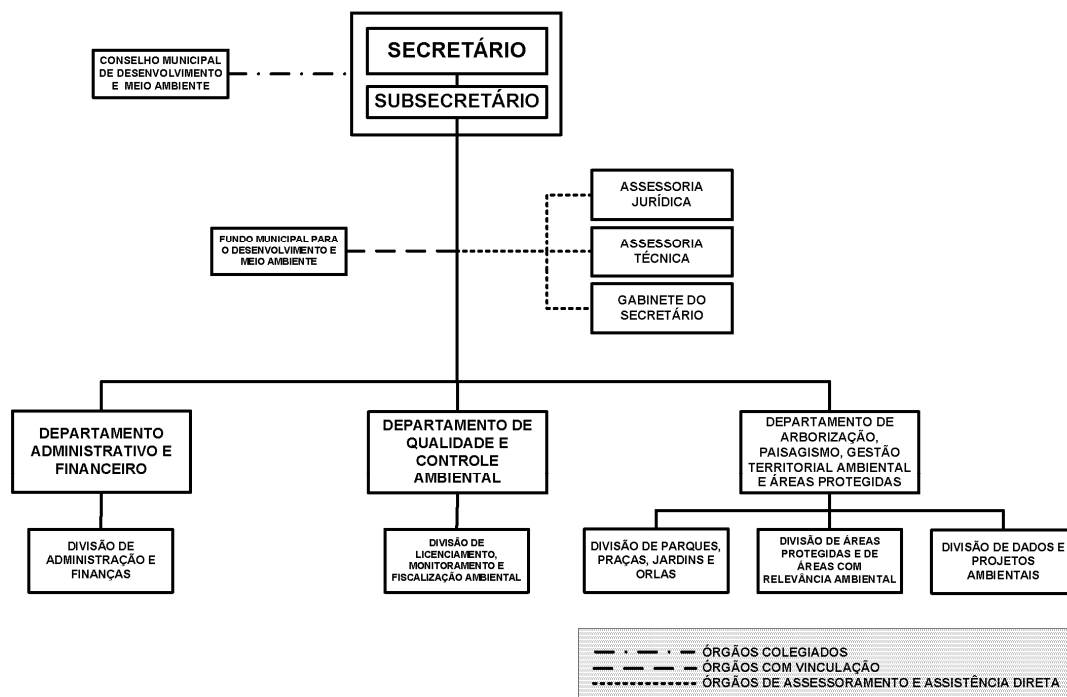 SECRETÁRIO
CONSELHO MUNICIPAL
DE DESENVOLVIMENTO
E MEIO AMBIENTE
SUBSECRETÁRIO
ASSESSORIA
JURÍDICA
FUNDO MUNICIPAL PARA
O DESENVOLVIMENTO E
MEIO AMBIENTE
ASSESSORIA
TÉCNICA
GABINETE DO
SECRETÁRIO
DEPARTAMENTO
ADMINISTRATIVO E
FINANCEIRO
DEPARTAMENTO DE
QUALIDADE E
CONTROLE
AMBIENTAL
DEPARTAMENTO DE
ARBORIZAÇÃO,
PAISAGISMO, GESTÃO
TERRITORIAL AMBIENTAL
E ÁREAS PROTEGIDAS
DIVISÃO DE
ADMINISTRAÇÃO E
FINANÇAS
DIVISÃO DE
LICENCIAMENTO,
MONITORAMENTO E
FISCALIZAÇÃO AMBIENTAL
DIVISÃO DE PARQUES,
PRAÇAS, JARDINS E
ORLAS
DIVISÃO DE ÁREAS
PROTEGIDAS E DE
ÁREAS COM
RELEVÂNCIA AMBIENTAL
DIVISÃO DE DADOS E
PROJETOS
AMBIENTAIS
ÓRGÃOS COLEGIADOS
ÓRGÃOS COM VINCULAÇÃO
ÓRGÃOS DE ASSESSORAMENTO E ASSISTÊNCIA DIRETA